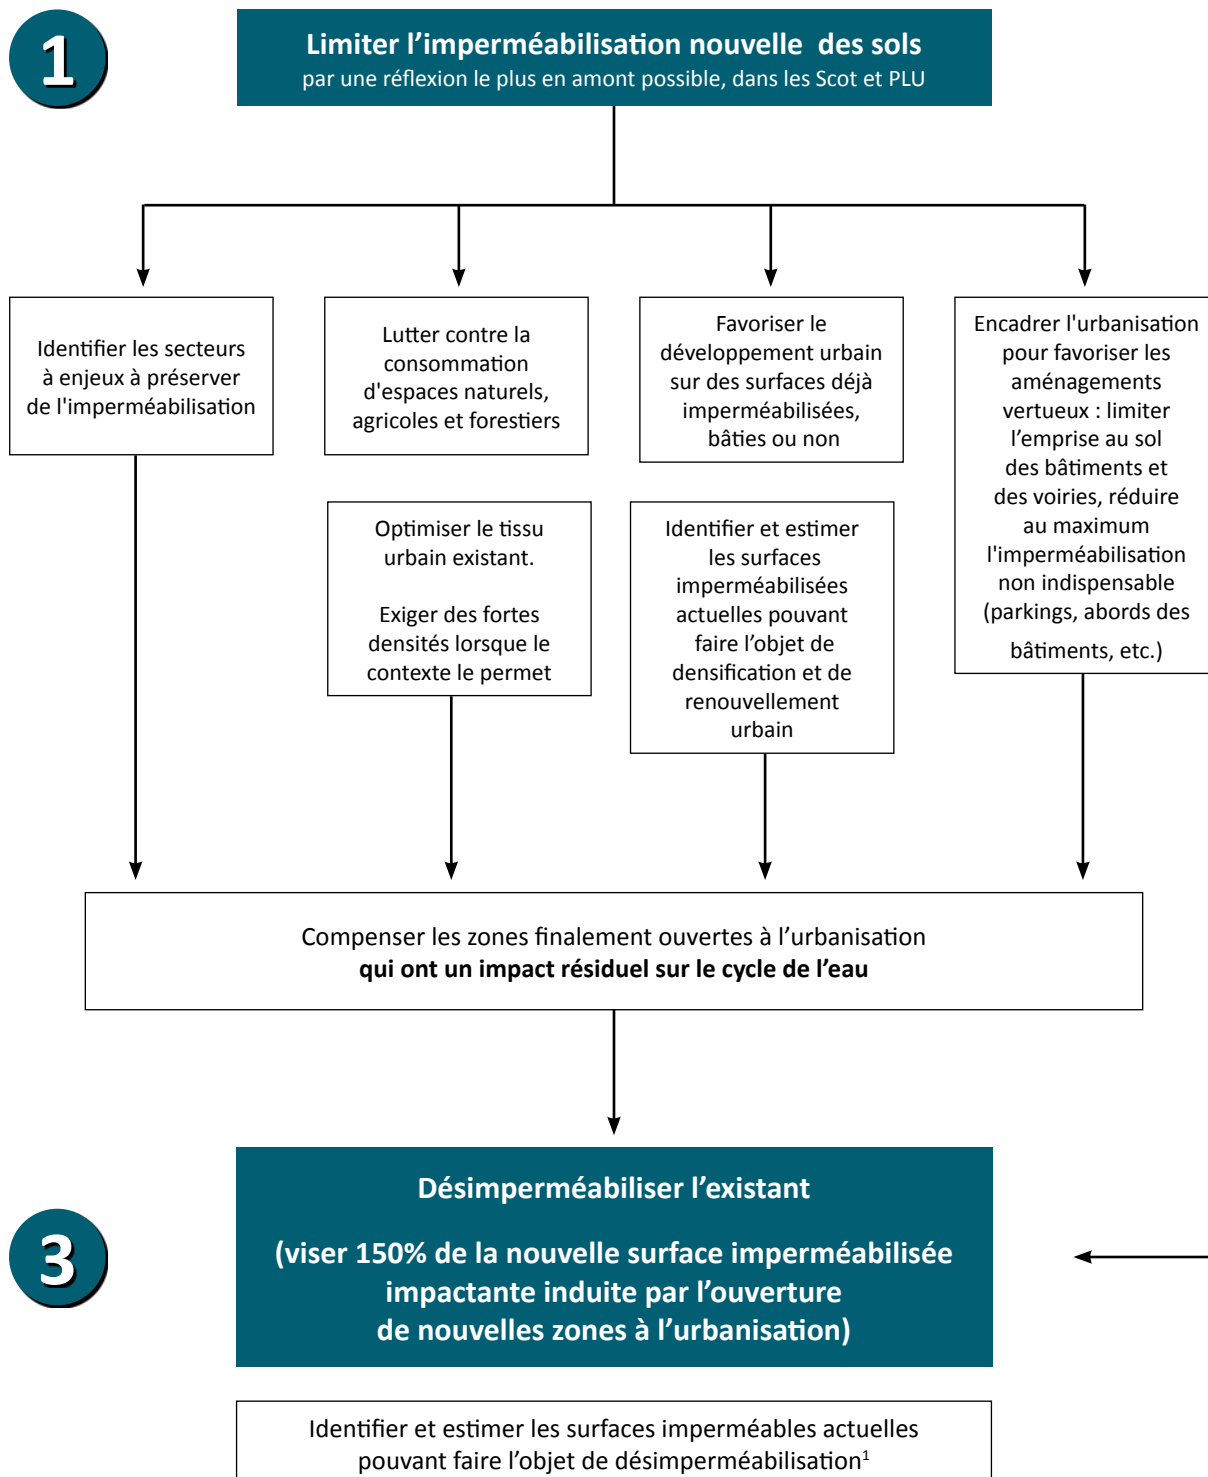 1
Limiter l’imperméabilisation nouvelle des sols
par une réflexion le plus en amont possible, dans les Scot et PLU
Identifier les secteurs
à enjeux à préserver
de l'imperméabilisation
Lutter contre la
consommation
d'espaces naturels,
agricoles et forestiers
Favoriser le
développement urbain
sur des surfaces déjà
imperméabilisées,
bâties ou non
Encadrer l'urbanisation
pour favoriser les
aménagements
vertueux : limiter
l’emprise au sol
des bâtiments et
des voiries, réduire
au maximum
l'imperméabilisation
non indispensable
(parkings, abords des
bâtiments, etc.)
Optimiser le tissu
urbain existant.
Exiger des fortes
densités lorsque le
contexte le permet
Identifier et estimer
les surfaces
imperméabilisées
actuelles pouvant
faire l’objet de
densification et de
renouvellement
urbain
Compenser les zones finalement ouvertes à l’urbanisation
qui ont un impact résiduel sur le cycle de l’eau
3
Désimperméabiliser l’existant
(viser 150% de la nouvelle surface imperméabilisée
impactante induite par l’ouverture
de nouvelles zones à l’urbanisation)
Identifier et estimer les surfaces imperméables actuelles
pouvant faire l’objet de désimperméabilisation¹